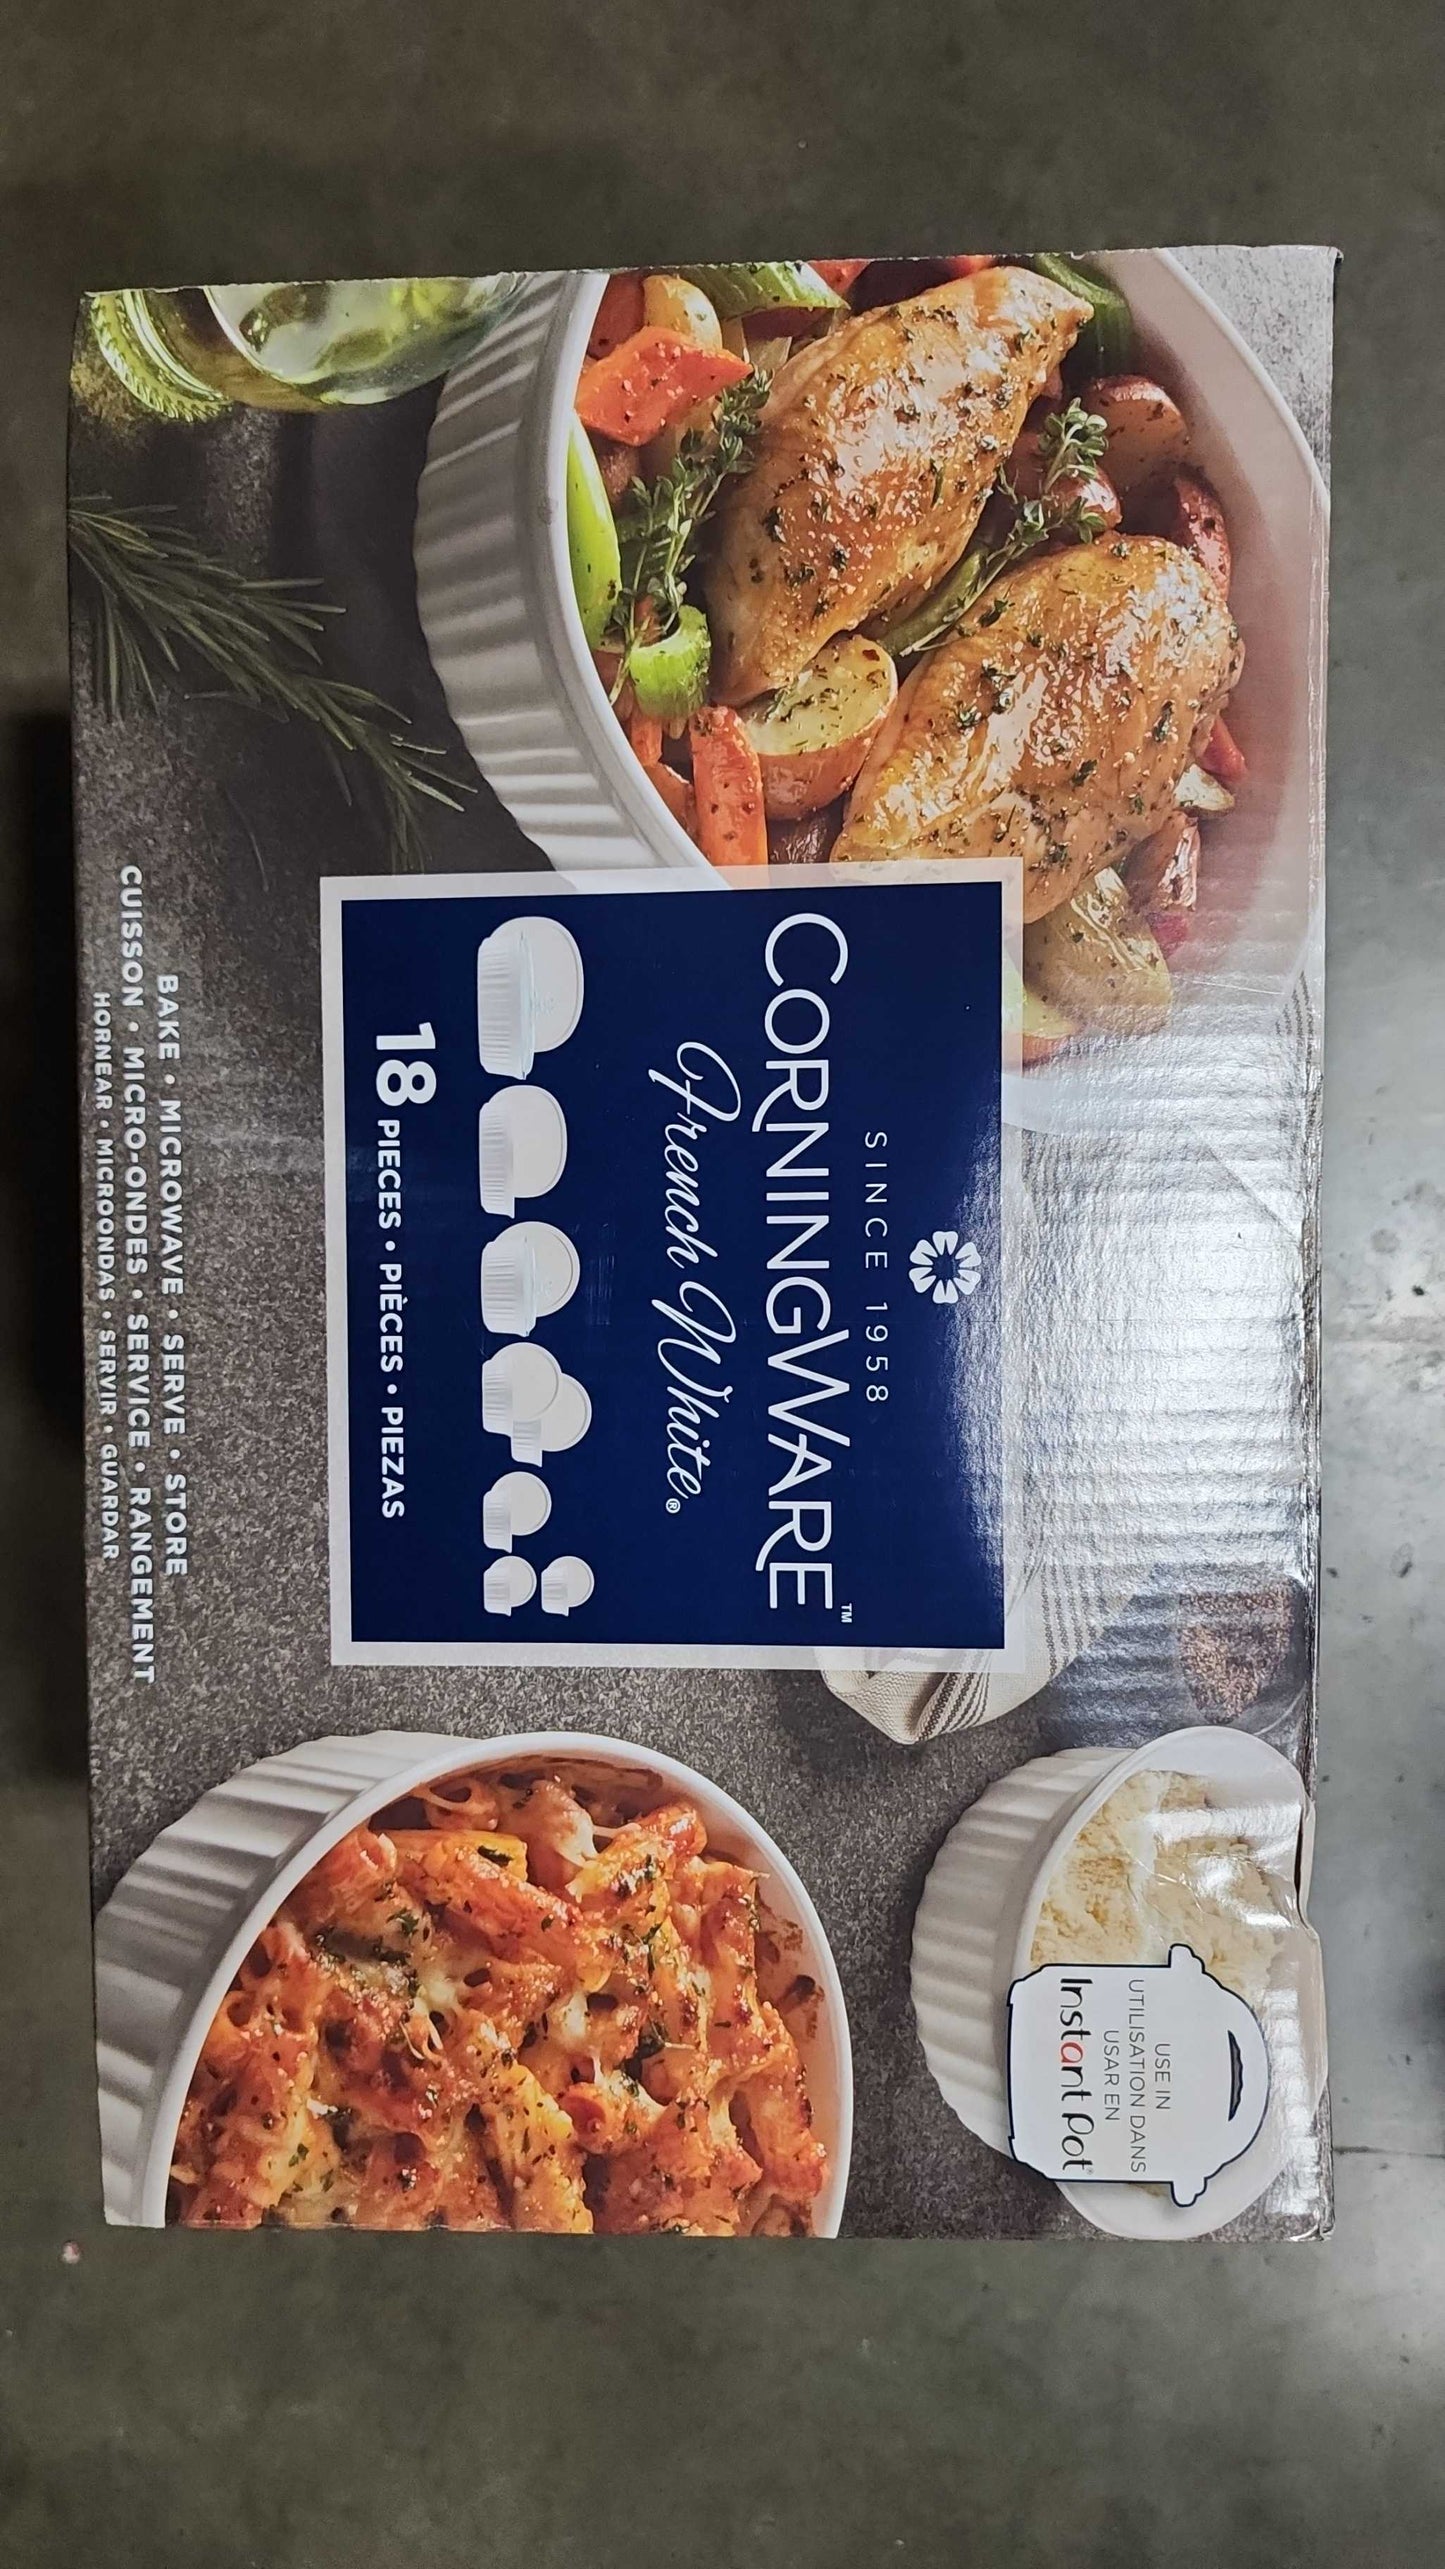 SINCE 1958
CORNINGWARE™
French White®
18 PIECES • PIÈCES • PIEZAS
BAKE • MICROWAVE • SERVE • STORE
CUISSON • MICRO-ONDES • SERVICE • RANGEMENT
HORNEAR • MICROONDAS • SERVIR • GUARDAR
USE IN
UTILISATION DANS
USAR EN
Instant Pot®